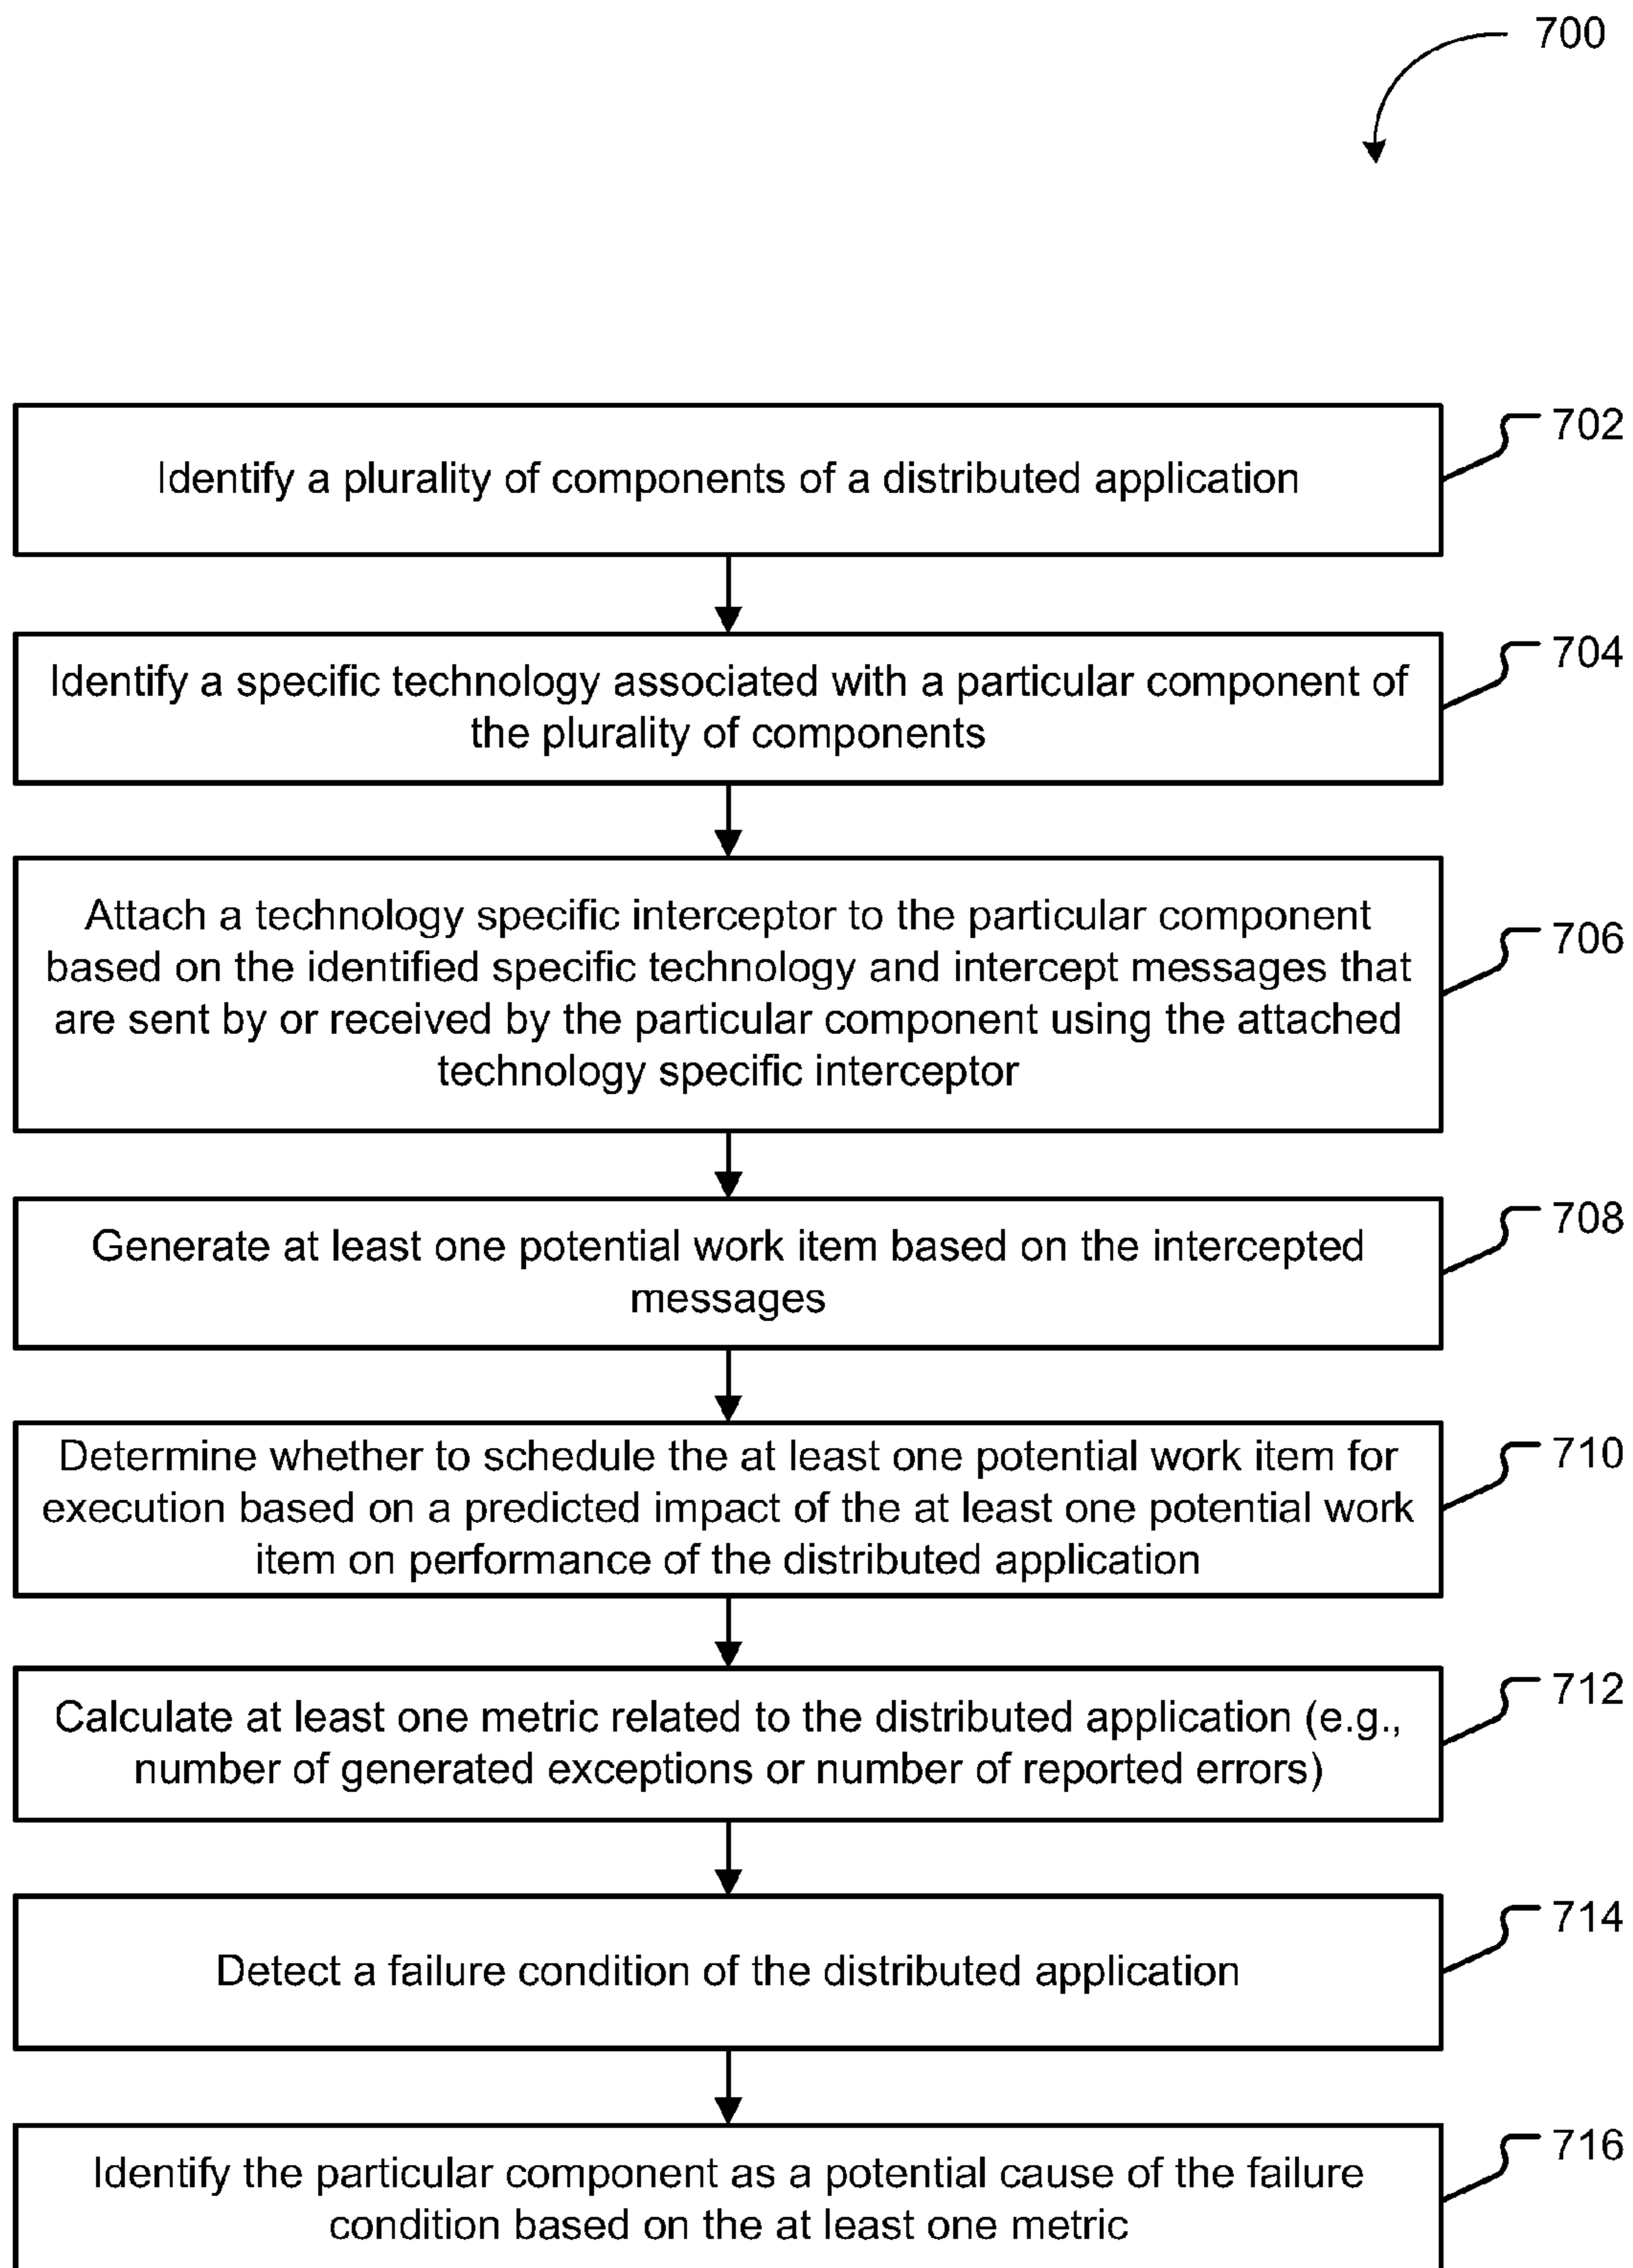 700
702
Identify a plurality of components of a distributed application
704
Identify a specific technology associated with a particular component of
the plurality of components
706
Attach a technology specific interceptor to the particular component
based on the identified specific technology and intercept messages that
are sent by or received by the particular component using the attached
technology specific interceptor
708
Generate at least one potential work item based on the intercepted
messages
710
Determine whether to schedule the at least one potential work item for
execution based on a predicted impact of the at least one potential work
item on performance of the distributed application
712
Calculate at least one metric related to the distributed application (e.g.,
number of generated exceptions or number of reported errors)
714
Detect a failure condition of the distributed application
716
Identify the particular component as a potential cause of the failure
condition based on the at least one metric